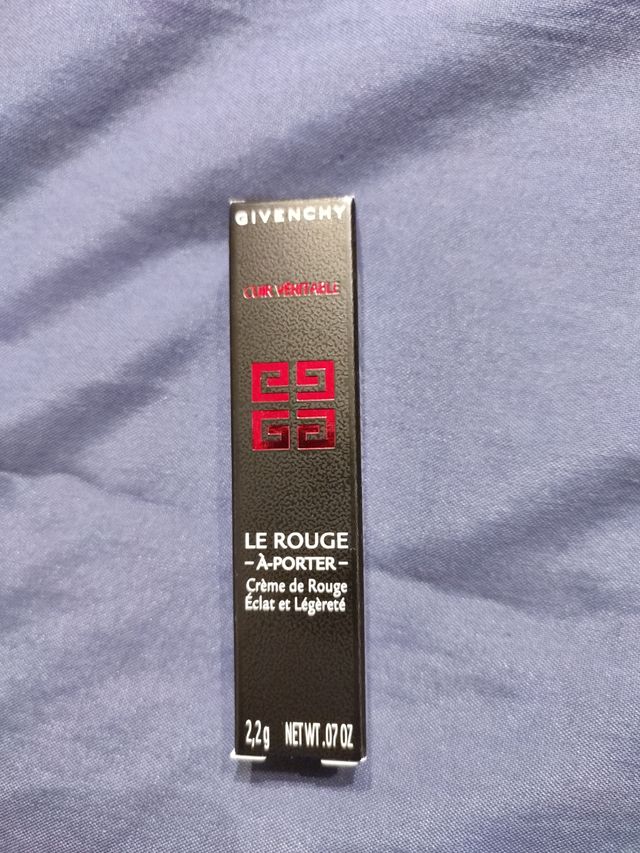 GIVENCHY
CUIR VÉRITABLE
LE ROUGE
-À-PORTER-
Crème de Rouge
Éclat et Légèreté
2,2g NET WT .07 OZ